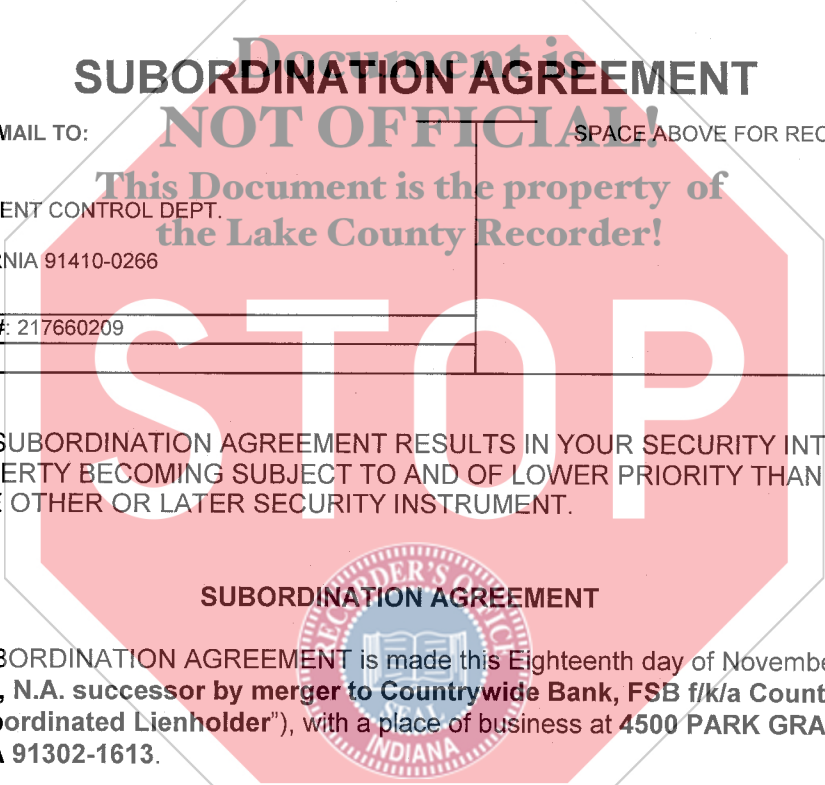 Document is
SUBORDINATION AGREEMENT
NOT OFFICIAL!
MAIL TO:
SPACE ABOVE FOR REC
This Document is the property of
ENT CONTROL DEPT.
the Lake County Recorder!
RNIA 91410-0266
#: 217660209
STOP
SUBORDINATION AGREEMENT RESULTS IN YOUR SECURITY INT
ERTY BECOMING SUBJECT TO AND OF LOWER PRIORITY THAN
OTHER OR LATER SECURITY INSTRUMENT.
RECORDER'S OFFICE
SUBORDINATION AGREEMENT
BORDINATION AGREEMENT is made this Eighteenth day of Novembe
, N.A. successor by merger to Countrywide Bank, FSB f/k/a Count
ordinated Lienholder"), with a place of business at 4500 PARK GRA
A 91302-1613.
SEAL
INDIANA